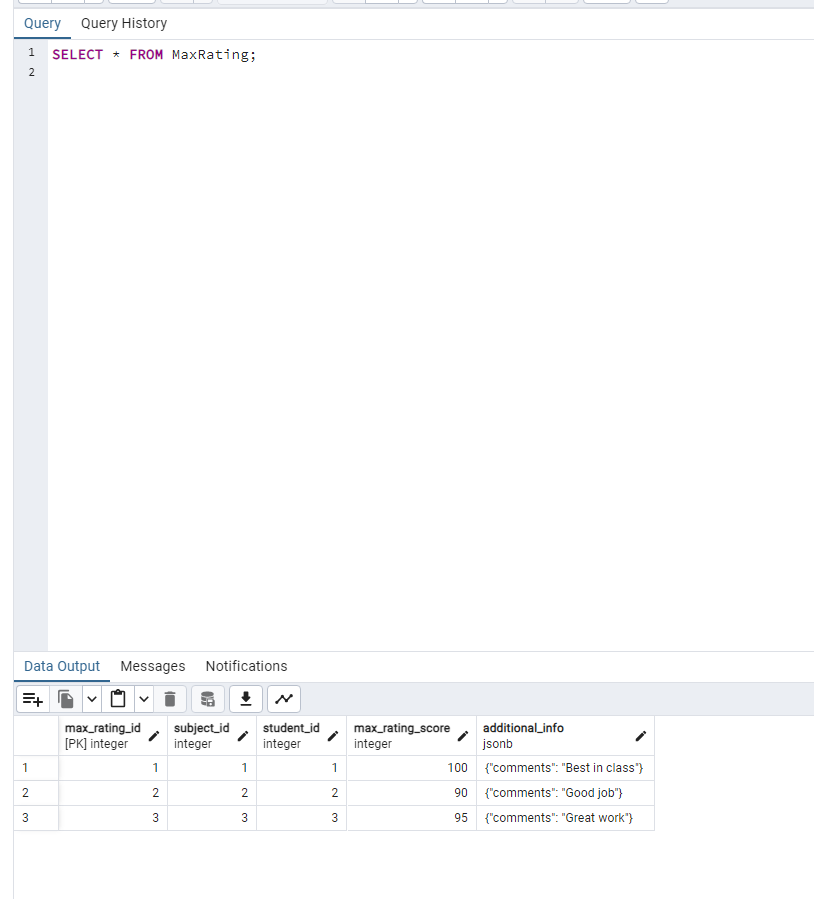 Query Query History
1 SELECT * FROM MaxRating;
2
Data Output Messages Notifications
max_rating_id subject_id student_id max_rating_score additional_info
[PK] integer integer integer integer jsonb
1 1 1 1 100 {"comments": "Best in class"}
2 2 2 2 90 {"comments": "Good job"}
3 3 3 3 95 {"comments": "Great work"}